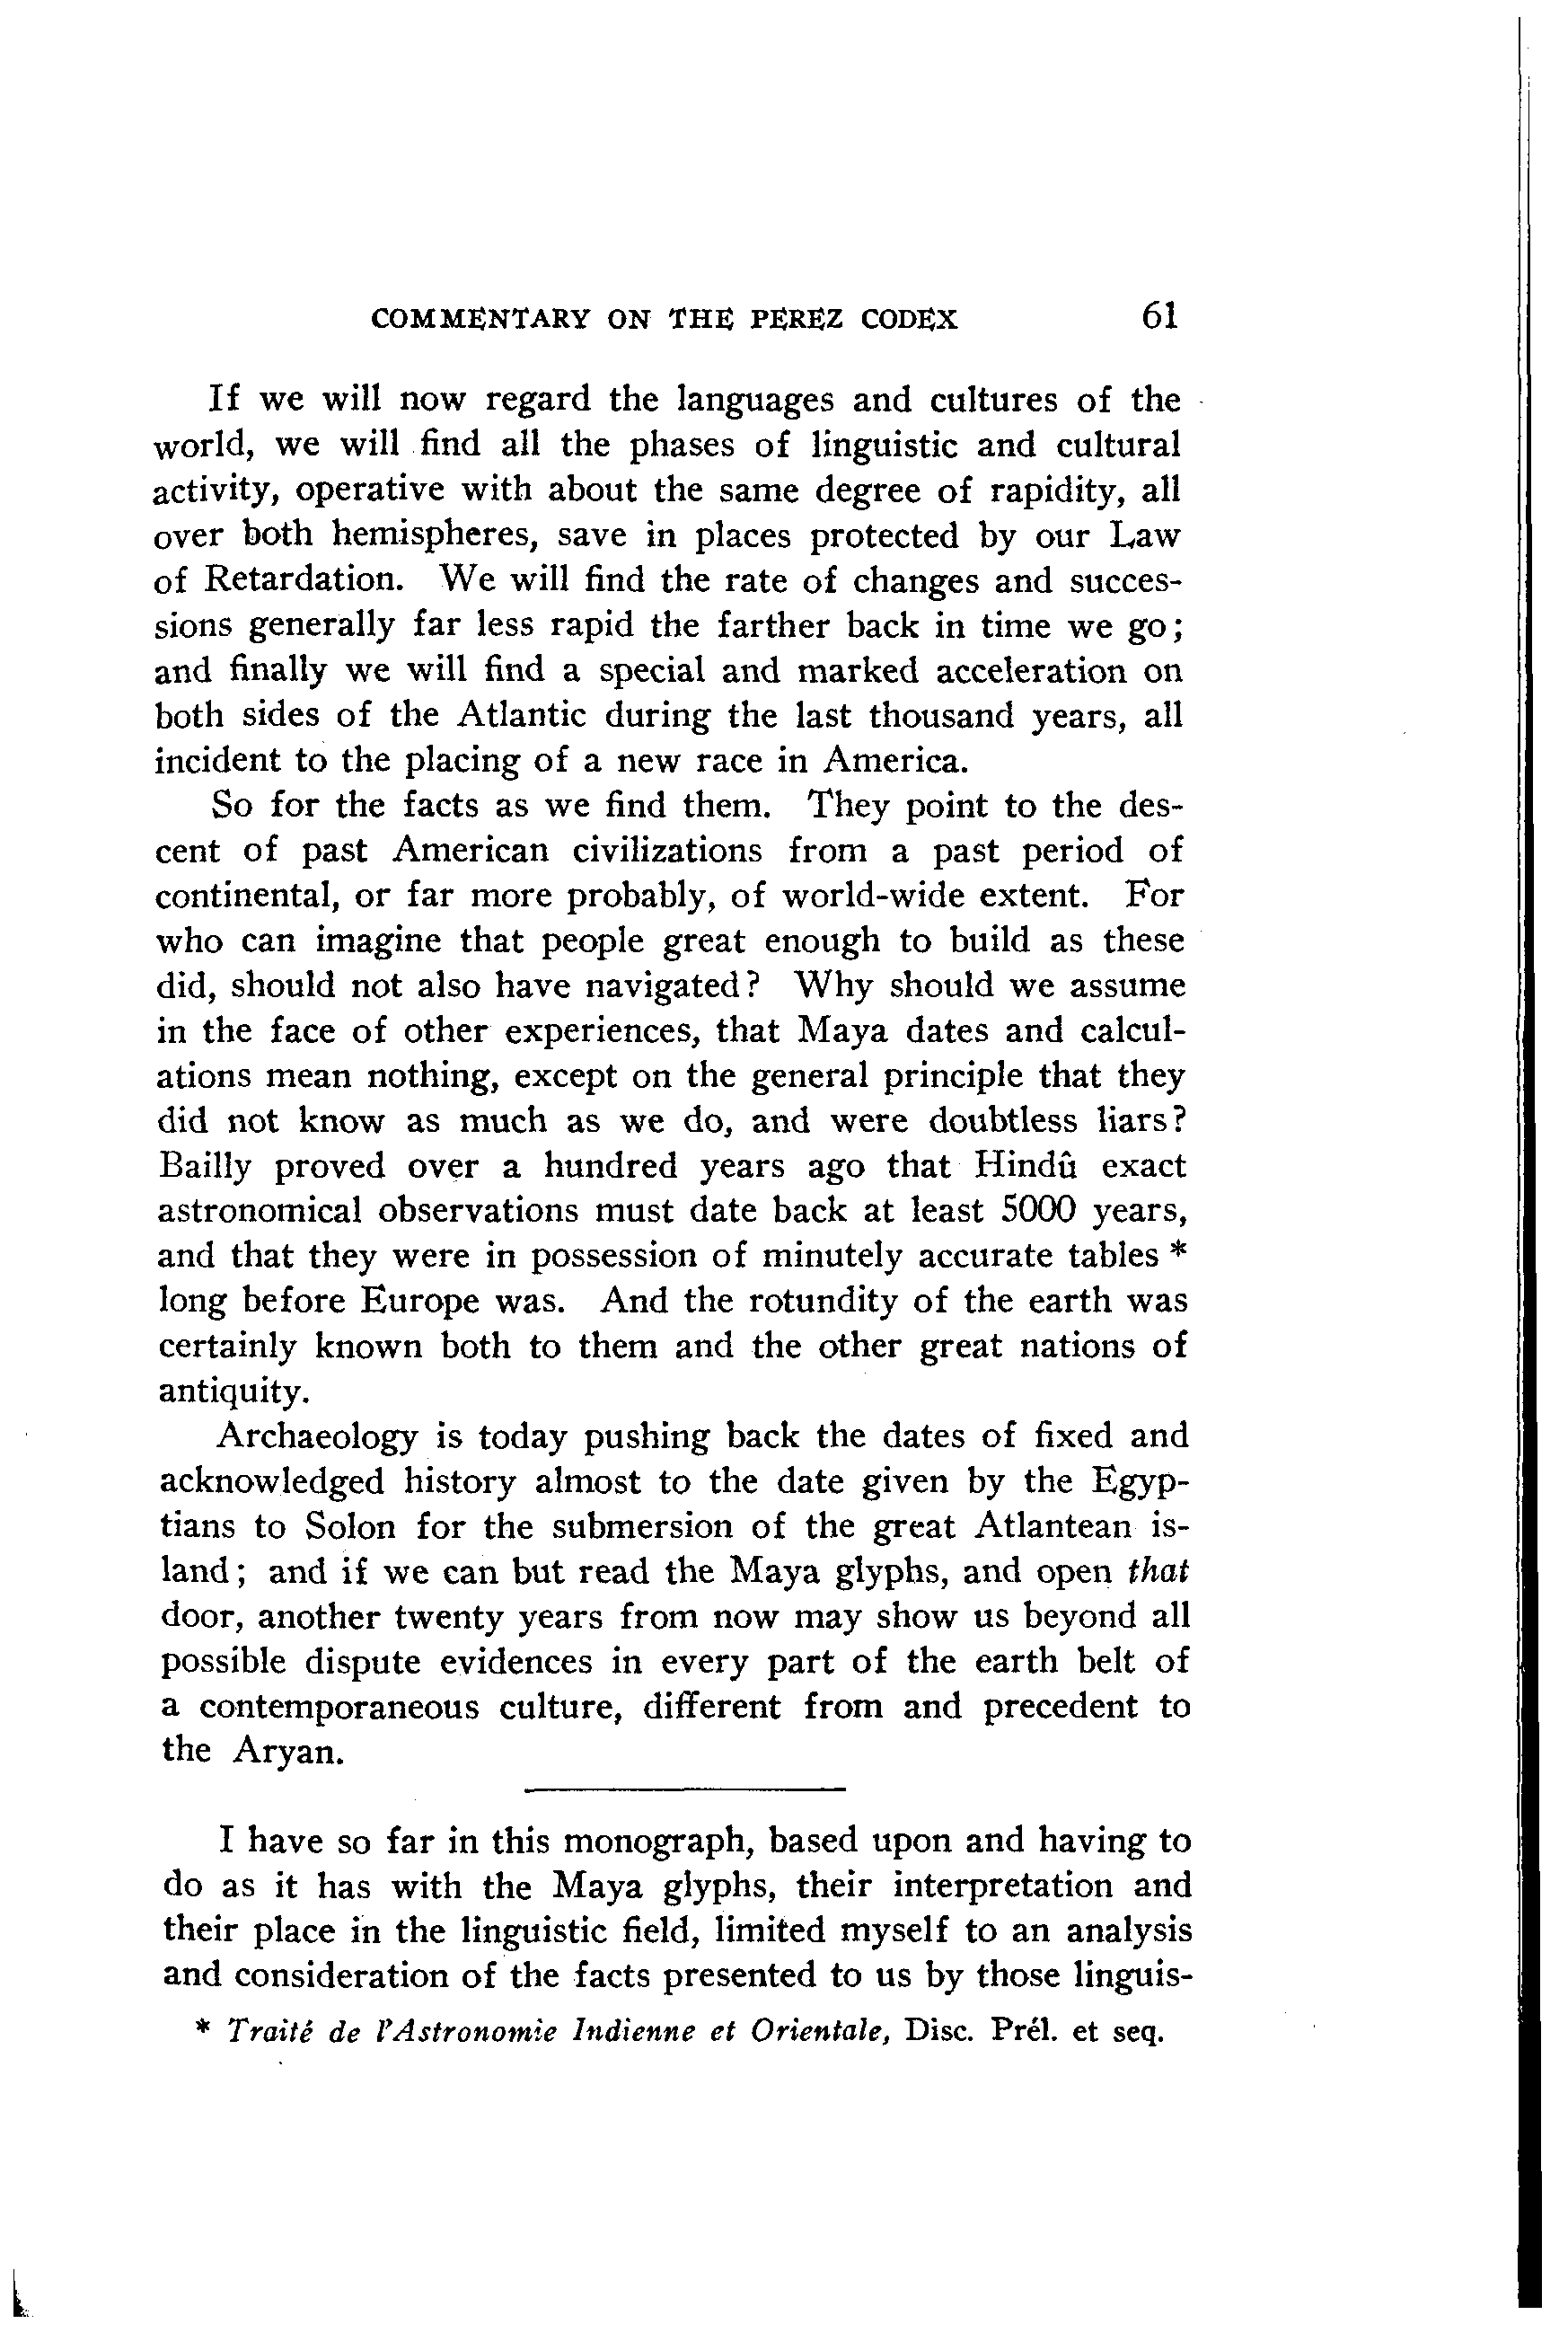 COMMENTARY ON THE PEREZ CODEX 61
If we will now regard the languages and cultures of the
world, we will find all the phases of linguistic and cultural
activity, operative with about the same degree of rapidity, all
over both hemispheres, save in places protected by our Law
of Retardation. We will find the rate of changes and succes-
sions generally far less rapid the farther back in time we go;
and finally we will find a special and marked acceleration on
both sides of the Atlantic during the last thousand years, all
incident to the placing of a new race in America.
So for the facts as we find them. They point to the des-
cent of past American civilizations from a past period of
continental, or far more probably, of world-wide extent. For
who can imagine that people great enough to build as these
did, should not also have navigated? Why should we assume
in the face of other experiences, that Maya dates and calcul-
ations mean nothing, except on the general principle that they
did not know as much as we do, and were doubtless liars?
Bailly proved over a hundred years ago that Hindû exact
astronomical observations must date back at least 5000 years,
and that they were in possession of minutely accurate tables *
long before Europe was. And the rotundity of the earth was
certainly known both to them and the other great nations of
antiquity.
Archaeology is today pushing back the dates of fixed and
acknowledged history almost to the date given by the Egyp-
tians to Solon for the submersion of the great Atlantean is-
land; and if we can but read the Maya glyphs, and open that
door, another twenty years from now may show us beyond all
possible dispute evidences in every part of the earth belt of
a contemporaneous culture, different from and precedent to
the Aryan.
I have so far in this monograph, based upon and having to
do as it has with the Maya glyphs, their interpretation and
their place in the linguistic field, limited myself to an analysis
and consideration of the facts presented to us by those linguis-
* Traité de l'Astronomie Indienne et Orientale, Disc. Prél. et seq.